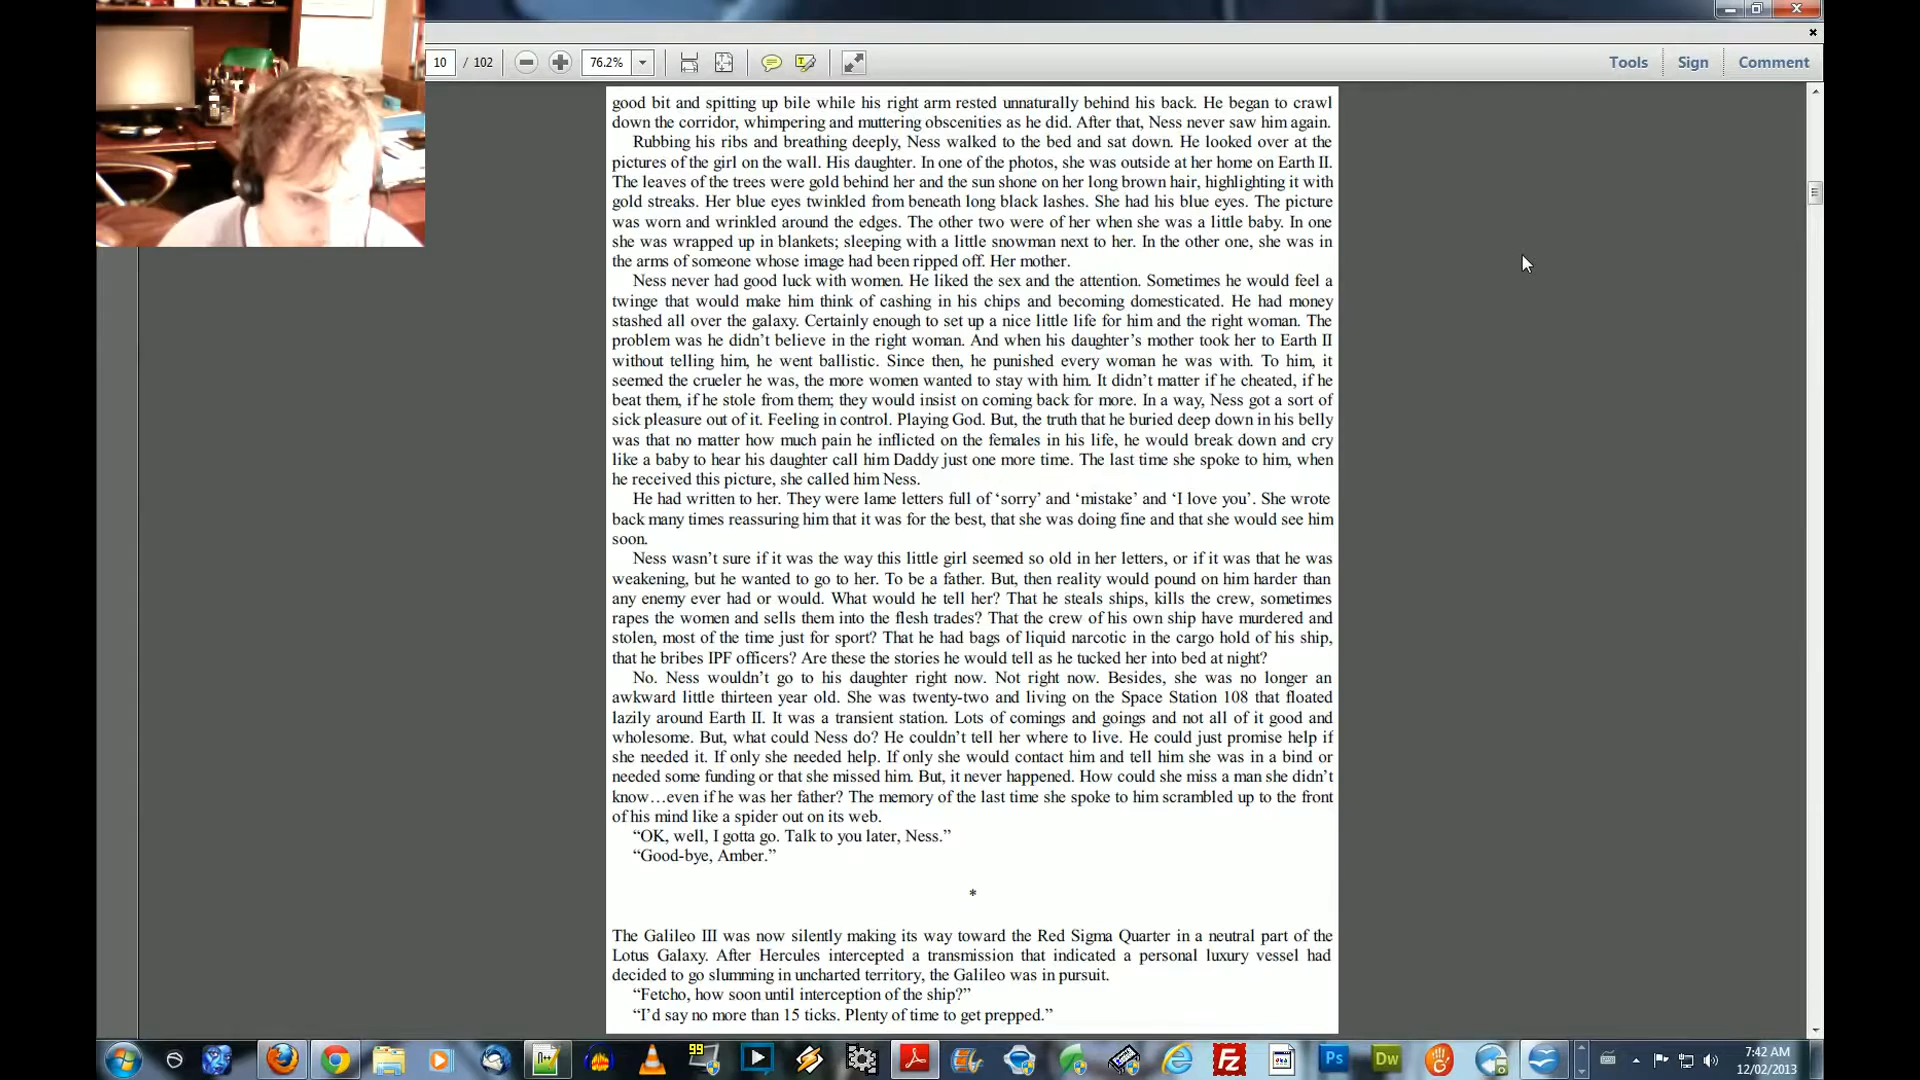 10 / 102
76.2%
Tools
Sign
Comment
good bit and spitting up bile while his right arm rested unnaturally behind his back. He began to crawl
down the corridor, whimpering and muttering obscenities as he did. After that, Ness never saw him again.
Rubbing his ribs and breathing deeply, Ness walked to the bed and sat down. He looked over at the
pictures of the girl on the wall. His daughter. In one of the photos, she was outside at her home on Earth II.
The leaves of the trees were gold behind her and the sun shone on her long brown hair, highlighting it with
gold streaks. Her blue eyes twinkled from beneath long black lashes. She had his blue eyes. The picture
was worn and wrinkled around the edges. The other two were of her when she was a little baby. In one
she was wrapped up in blankets; sleeping with a little snowman next to her. In the other one, she was in
the arms of someone whose image had been ripped off. Her mother.
Ness never had good luck with women. He liked the sex and the attention. Sometimes he would feel a
twinge that would make him think of cashing in his chips and becoming domesticated. He had money
stashed all over the galaxy. Certainly enough to set up a nice little life for him and the right woman. The
problem was he didn’t believe in the right woman. And when his daughter’s mother took her to Earth II
without telling him, he went ballistic. Since then, he punished every woman he was with. To him, it
seemed the crueler he was, the more women wanted to stay with him. It didn’t matter if he cheated, if he
beat them, if he stole from them; they would insist on coming back for more. In a way, Ness got a sort of
sick pleasure out of it. Feeling in control. Playing God. But, the truth that he buried deep down in his belly
was that no matter how much pain he inflicted on the females in his life, he would break down and cry
like a baby to hear his daughter call him Daddy just one more time. The last time she spoke to him, when
he received this picture, she called him Ness.
He had written to her. They were lame letters full of ‘sorry’ and ‘mistake’ and ‘I love you’. She wrote
back many times reassuring him that it was for the best, that she was doing fine and that she would see him
soon.
Ness wasn’t sure if it was the way this little girl seemed so old in her letters, or if it was that he was
weakening, but he wanted to go to her. To be a father. But, then reality would pound on him harder than
any enemy ever had or would. What would he tell her? That he steals ships, kills the crew, sometimes
rapes the women and sells them into the flesh trades? That the crew of his own ship have murdered and
stolen, most of the time just for sport? That he had bags of liquid narcotic in the cargo hold of his ship,
that he bribes IPF officers? Are these the stories he would tell as he tucked her into bed at night?
No. Ness wouldn’t go to his daughter right now. Not right now. Besides, she was no longer an
awkward little thirteen year old. She was twenty-two and living on the Space Station 108 that floated
lazily around Earth II. It was a transient station. Lots of comings and goings and not all of it good and
wholesome. But, what could Ness do? He couldn’t tell her where to live. He could just promise help if
she needed it. If only she needed help. If only she would contact him and tell him she was in a bind or
needed some funding or that she missed him. But, it never happened. How could she miss a man she didn’t
know…even if he was her father? The memory of the last time she spoke to him scrambled up to the front
of his mind like a spider out on its web.
“OK, well, I gotta go. Talk to you later, Ness.”
“Good-bye, Amber.”
*
The Galileo III was now silently making its way toward the Red Sigma Quarter in a neutral part of the
Lotus Galaxy. After Hercules intercepted a transmission that indicated a personal luxury vessel had
decided to go slumming in uncharted territory, the Galileo was in pursuit.
“Fetcho, how soon until interception of the ship?”
“I’d say no more than 15 ticks. Plenty of time to get prepped.”
99
Ps
Dw
7:42 AM
12/02/2013